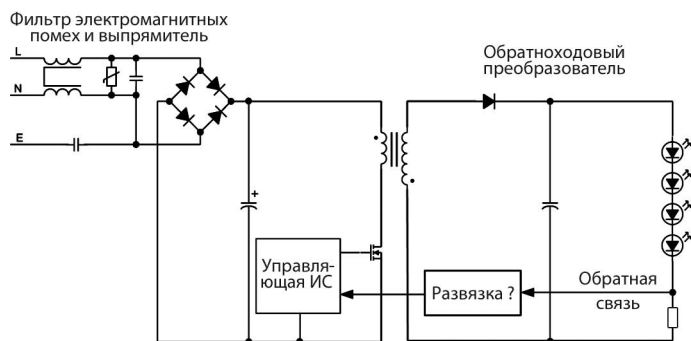 Фильтр электромагнитных
помех и выпрямитель
L
N
E
Обратноходовый
преобразователь
+
Управля-
ющая ИС
Развязка ?
Обратная
связь